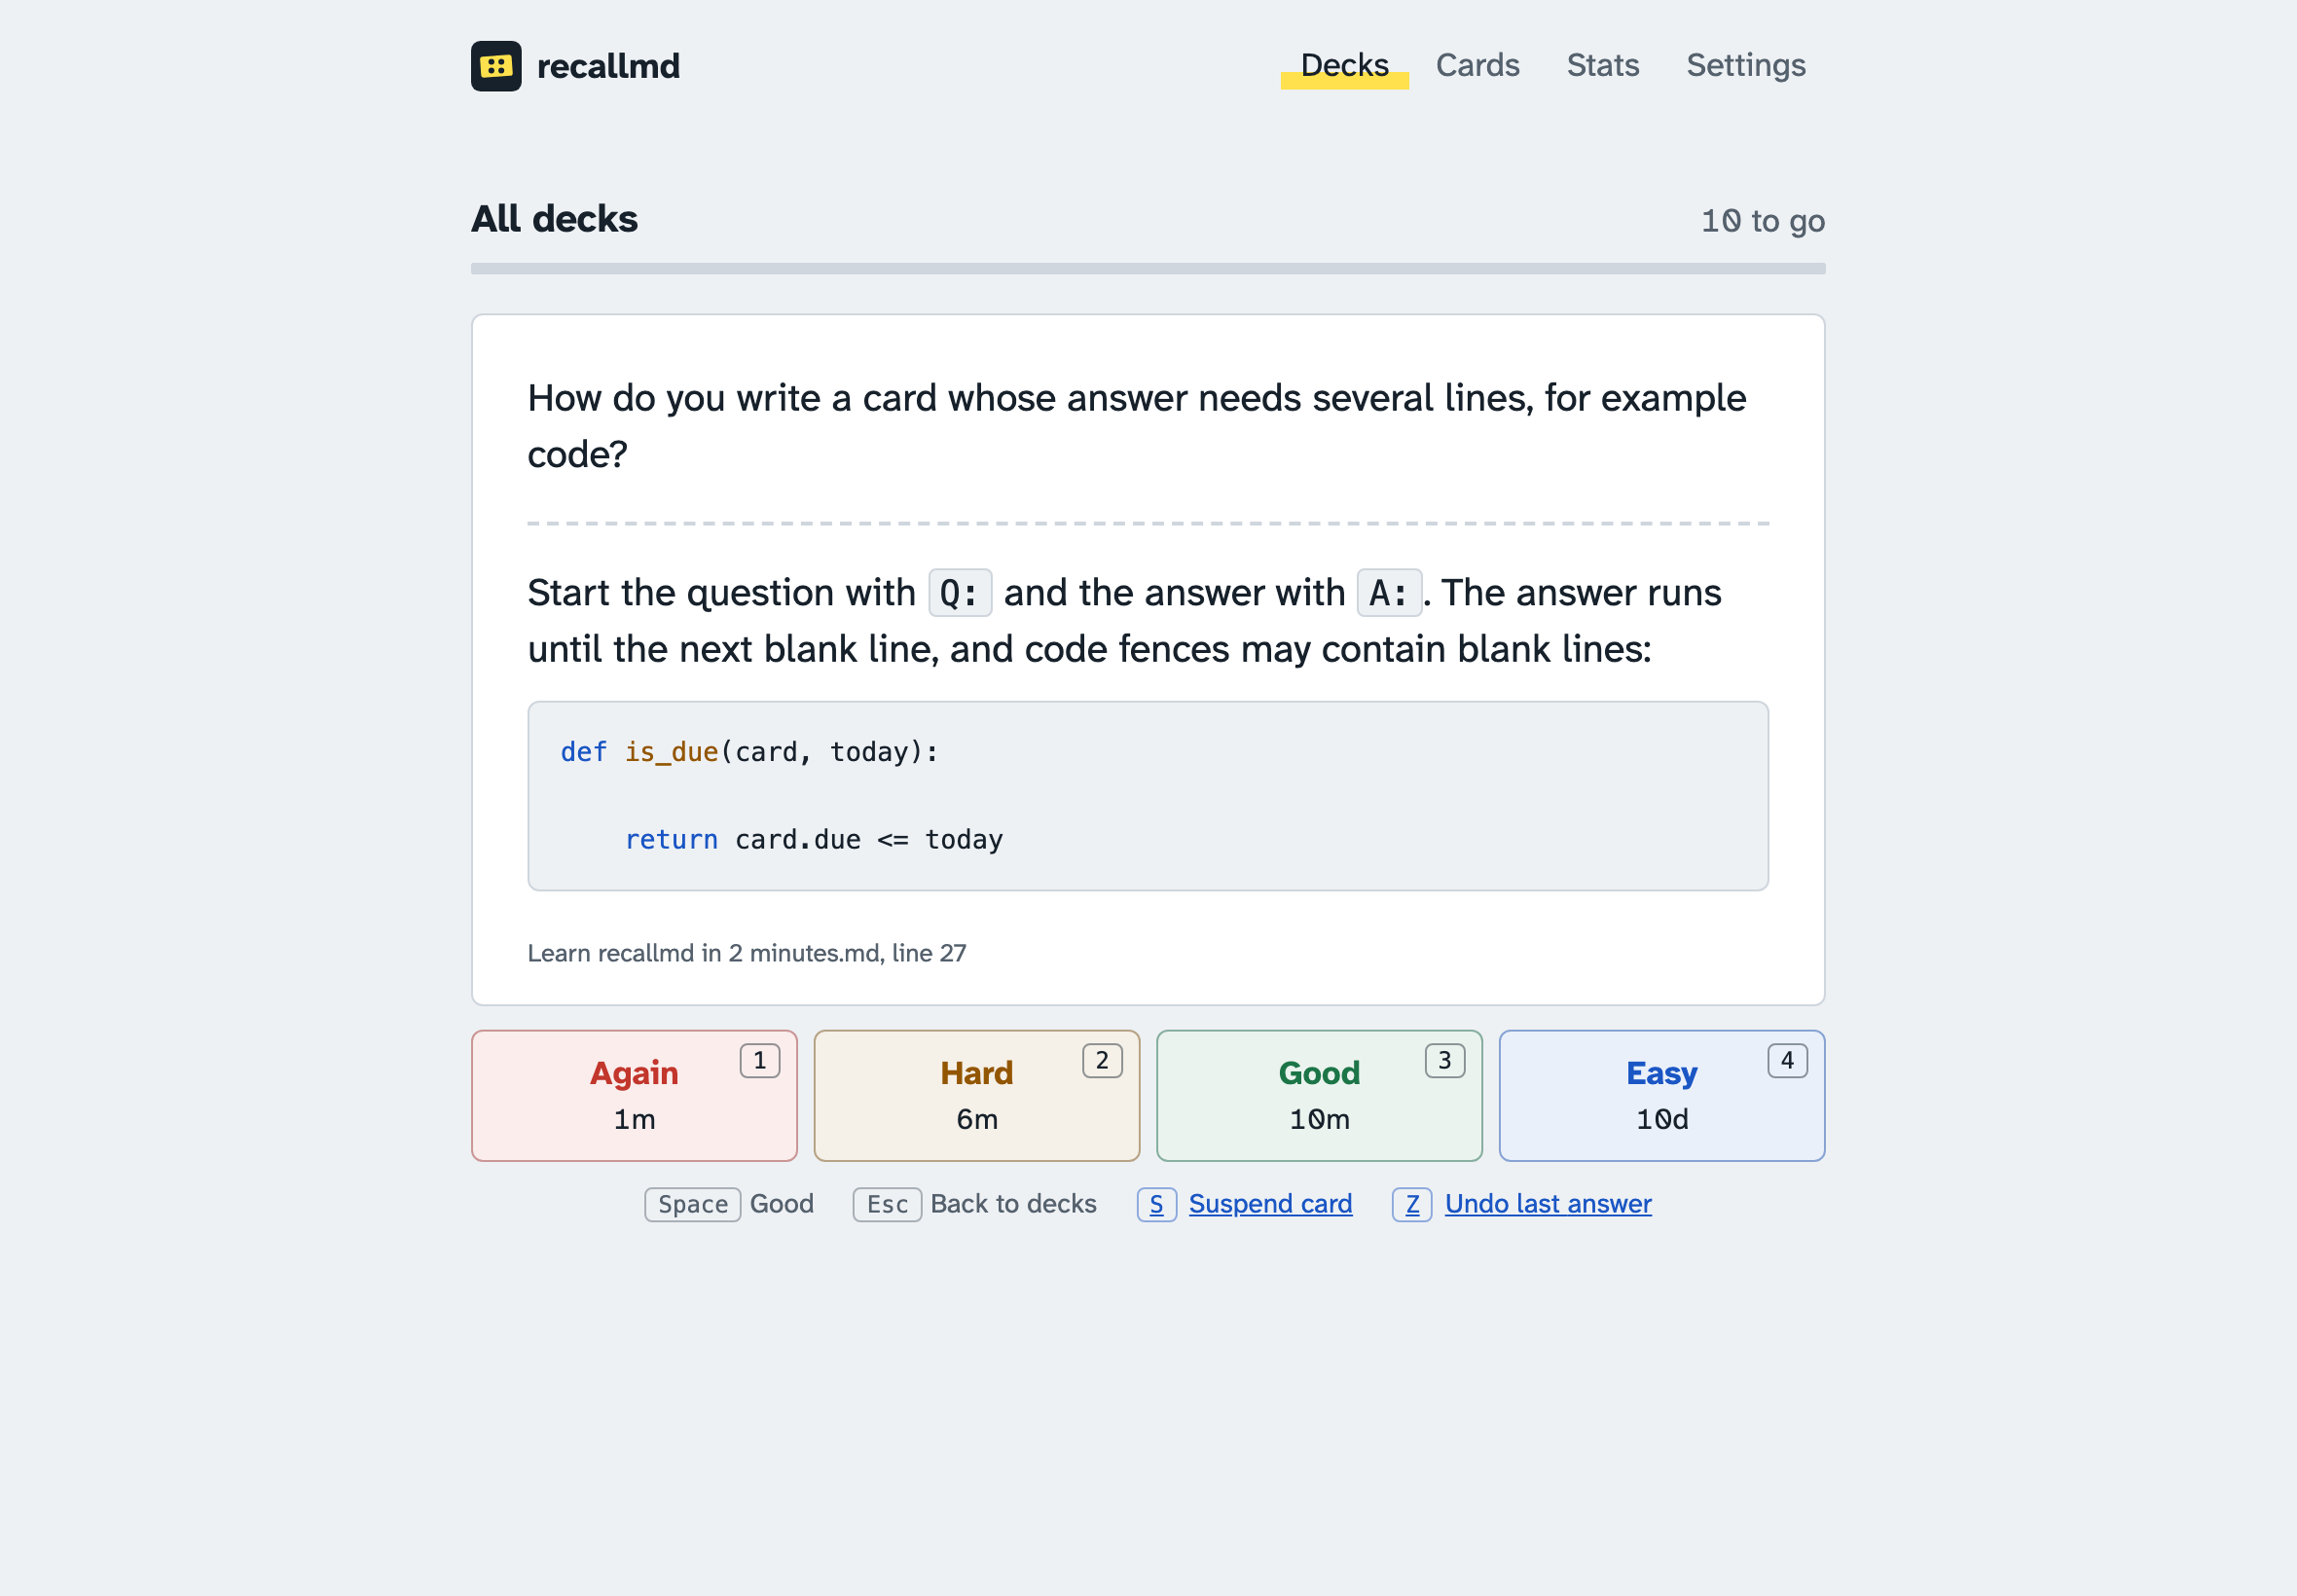 recallmd
Decks Cards Stats Settings
All decks
10 to go
How do you write a card whose answer needs several lines, for example
code?
Start the question with Q: and the answer with A:. The answer runs
until the next blank line, and code fences may contain blank lines:
def is_due(card, today):
    return card.due <= today
Learn recallmd in 2 minutes.md, line 27
Again 1
1m
Hard 2
6m
Good 3
10m
Easy 4
10d
Space Good Esc Back to decks S Suspend card Z Undo last answer